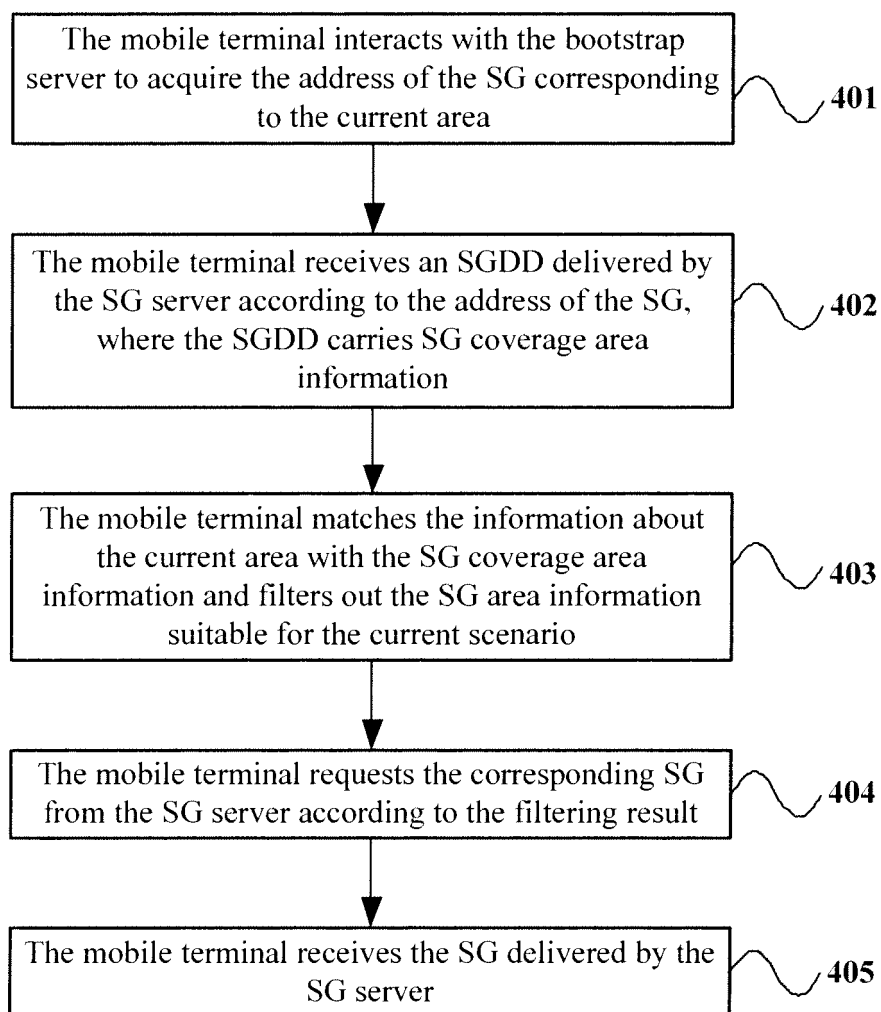 The mobile terminal interacts with the bootstrap
server to acquire the address of the SG corresponding
to the current area
401
The mobile terminal receives an SGDD delivered by
the SG server according to the address of the SG,
where the SGDD carries SG coverage area
information
402
The mobile terminal matches the information about
the current area with the SG coverage area
information and filters out the SG area information
suitable for the current scenario
403
The mobile terminal requests the corresponding SG
from the SG server according to the filtering result
404
The mobile terminal receives the SG delivered by the
SG server
405